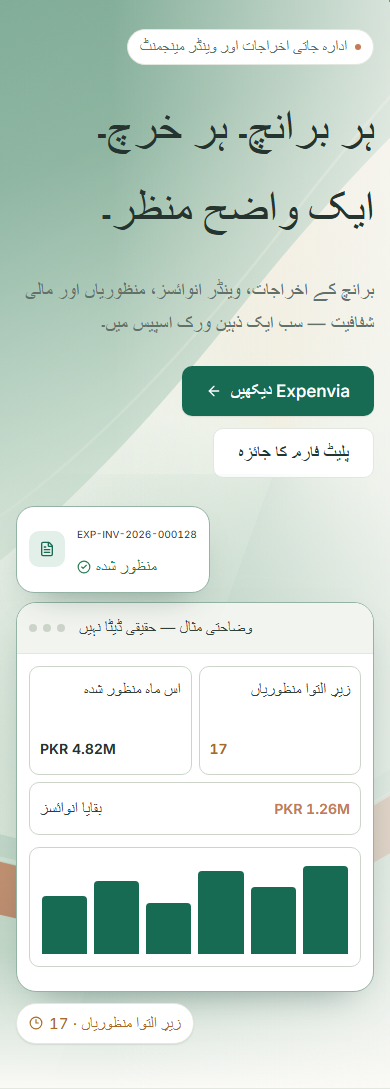 ادارہ جاتی اخراجات اور وینڈر مینجمنٹ
ہر برانچ۔ ہر خرچ۔
ایک واضح منظر۔
برانچ کے اخراجات، وینڈر انوائسز، منظوریاں اور مالی
شفافیت — سب ایک ذہین ورک اسپیس میں۔
Expenvia دیکھیں ←
پلیٹ فارم کا جائزہ
EXP-INV-2026-000128
منظور شدہ
وضاحتی مثال — حقیقی ڈیٹا نہیں
زیرِ التوا منظوریاں
17
اس ماہ منظور شدہ
PKR 4.82M
PKR 1.26M
بقایا انوائسز
زیرِ التوا منظوریاں · 17